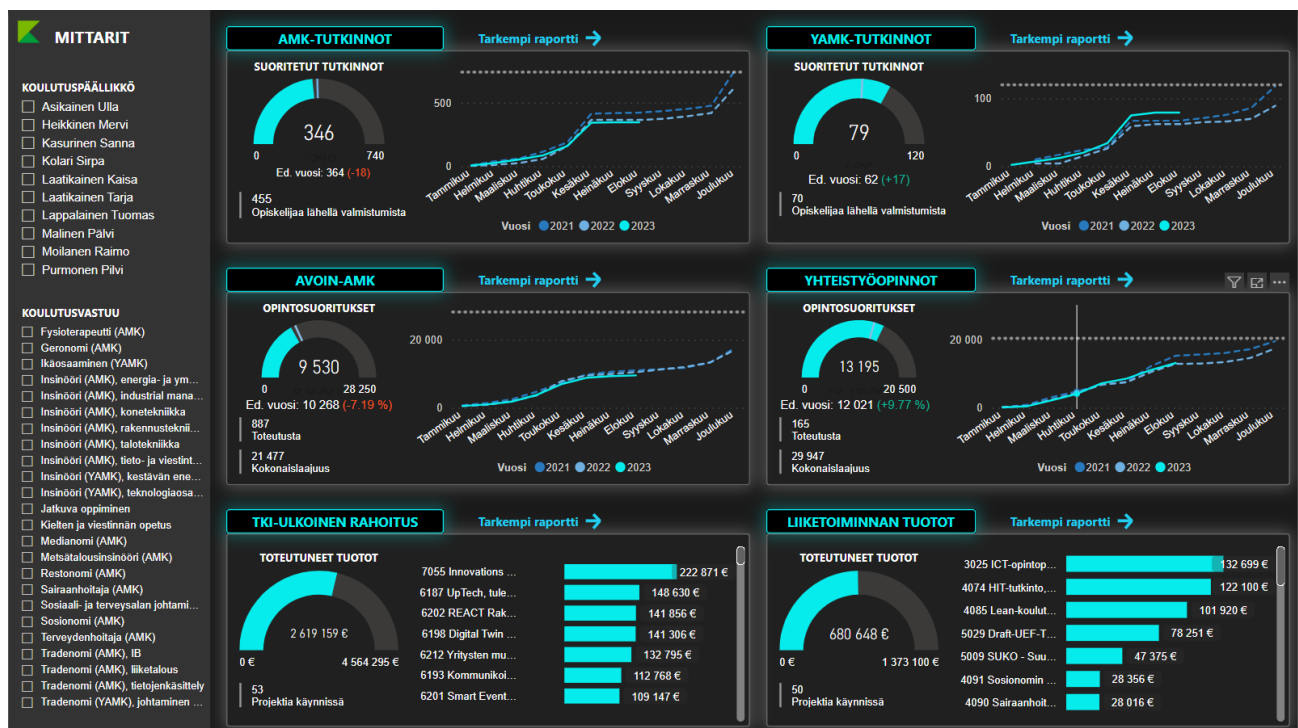 MITTARIT
KOULUTUSPÄÄLLIKKÖ
Asikainen Ulla
Heikkinen Mervi
Kasurinen Sanna
Kolari Sirpa
Laatikainen Kaisa
Laatikainen Tarja
Lappalainen Tuomas
Malinen Pälvi
Moilanen Raimo
Purmonen Pilvi
KOULUTUSVASTUU
Fysioterapeutti (AMK)
Geronomi (AMK)
Ikäosaaminen (YAMK)
Insinööri (AMK), energia- ja ym...
Insinööri (AMK), industrial mana...
Insinööri (AMK), konetekniikka
Insinööri (AMK), rakennustekni...
Insinööri (AMK), talotekniikka
Insinööri (AMK), tieto- ja viestint...
Insinööri (YAMK), kestävän ene...
Insinööri (YAMK), teknologiaosa...
Jatkuva oppiminen
Kielten ja viestinnän opetus
Medianomi (AMK)
Metsätalousinsinööri (AMK)
Restonomi (AMK)
Sairaanhoitaja (AMK)
Sosiaali- ja terveysalan johtami...
Sosionomi (AMK)
Terveydenhoitaja (AMK)
Tradenomi (AMK), IB
Tradenomi (AMK), liiketalous
Tradenomi (AMK), tietojenkäsittely
Tradenomi (YAMK), johtaminen ...
AMK-TUTKINNOT
Tarkempi raportti
SUORITETUT TUTKINNOT
346
0
740
Ed. vuosi: 364 (-18)
455
Opiskelijaa lähellä valmistumista
500
0
Tammikuu
Helmikuu
Maaliskuu
Huhtikuu
Toukokuu
Kesäkuu
Heinäkuu
Elokuu
Syyskuu
Lokakuu
Marraskuu
Joulukuu
Vuosi 2021 2022 2023
YAMK-TUTKINNOT
Tarkempi raportti
SUORITETUT TUTKINNOT
79
0
120
Ed. vuosi: 62 (+17)
70
Opiskelijaa lähellä valmistumista
100
0
Tammikuu
Helmikuu
Maaliskuu
Huhtikuu
Toukokuu
Kesäkuu
Heinäkuu
Elokuu
Syyskuu
Lokakuu
Marraskuu
Joulukuu
Vuosi 2021 2022 2023
AVOIN-AMK
Tarkempi raportti
OPINTOSUORITUKSET
9 530
0
28 250
Ed. vuosi: 10 268 (-7.19 %)
887
Toteutusta
21 477
Kokonaislaajuus
20 000
0
Tammikuu
Helmikuu
Maaliskuu
Huhtikuu
Toukokuu
Kesäkuu
Heinäkuu
Elokuu
Syyskuu
Lokakuu
Marraskuu
Joulukuu
Vuosi 2021 2022 2023
YHTEISTYÖOPINNOT
Tarkempi raportti
OPINTOSUORITUKSET
13 195
0
20 500
Ed. vuosi: 12 021 (+9.77 %)
165
Toteutusta
29 947
Kokonaislaajuus
20 000
0
Tammikuu
Helmikuu
Maaliskuu
Huhtikuu
Toukokuu
Kesäkuu
Heinäkuu
Elokuu
Syyskuu
Lokakuu
Marraskuu
Joulukuu
Vuosi 2021 2022 2023
TKI-ULKOINEN RAHOITUS
Tarkempi raportti
TOTEUTUNEET TUOTOT
2 619 159 €
0 €
4 564 295 €
53
Projektia käynnissä
7055 Innovations ... 222 871 €
6187 UpTech, tule... 148 630 €
6202 REACT Rak... 141 856 €
6198 Digital Twin ... 141 306 €
6212 Yritysten mu... 132 795 €
6193 Kommunikoi... 112 768 €
6201 Smart Event... 109 147 €
LIIKETOIMINNAN TUOTOT
Tarkempi raportti
TOTEUTUNEET TUOTOT
680 648 €
0 €
1 373 100 €
50
Projektia käynnissä
3025 ICT-opintop... 132 699 €
4074 HIT-tutkinto,... 122 100 €
4085 Lean-koulut... 101 920 €
5029 Draft-UEF-T... 78 251 €
5009 SUKO - Suu... 47 375 €
4091 Sosionomin ... 28 356 €
4090 Sairaanhoit... 28 016 €